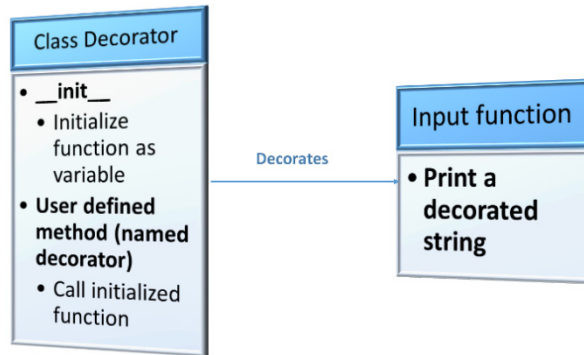 Class Decorator
• __init__
• Initialize
function as
variable
• User defined
method (named
decorator)
• Call initialized
function
Decorates
Input function
• Print a
decorated
string